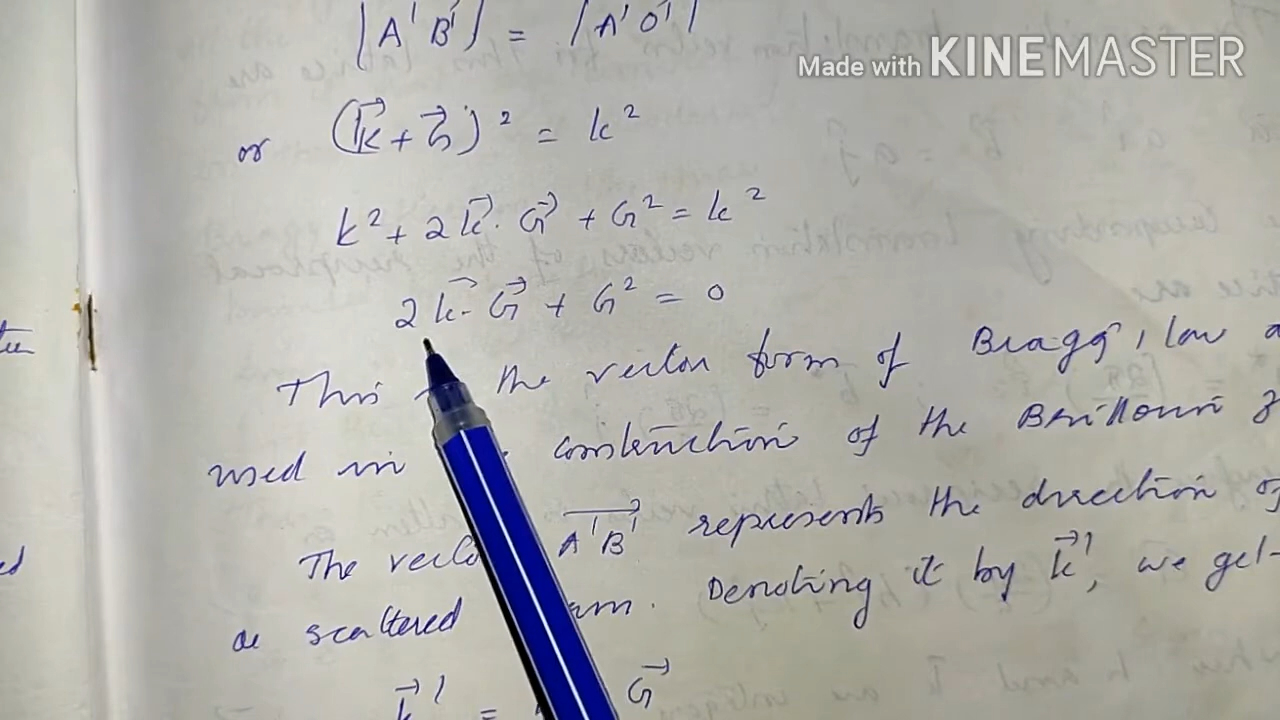 |A' B'| = |A' O'|
Made with KINEMASTER
or (k⃗ + G⃗)² = k²
k² + 2k⃗ · G⃗ + G² = k²
2k⃗ · G⃗ + G² = 0
This the vector form of Bragg's law a
used in construction of the Brillouin z
The vector A'B'⃗ represents the direction of
a scattered am. Denoting it by k⃗', we get-
k⃗' = G⃗